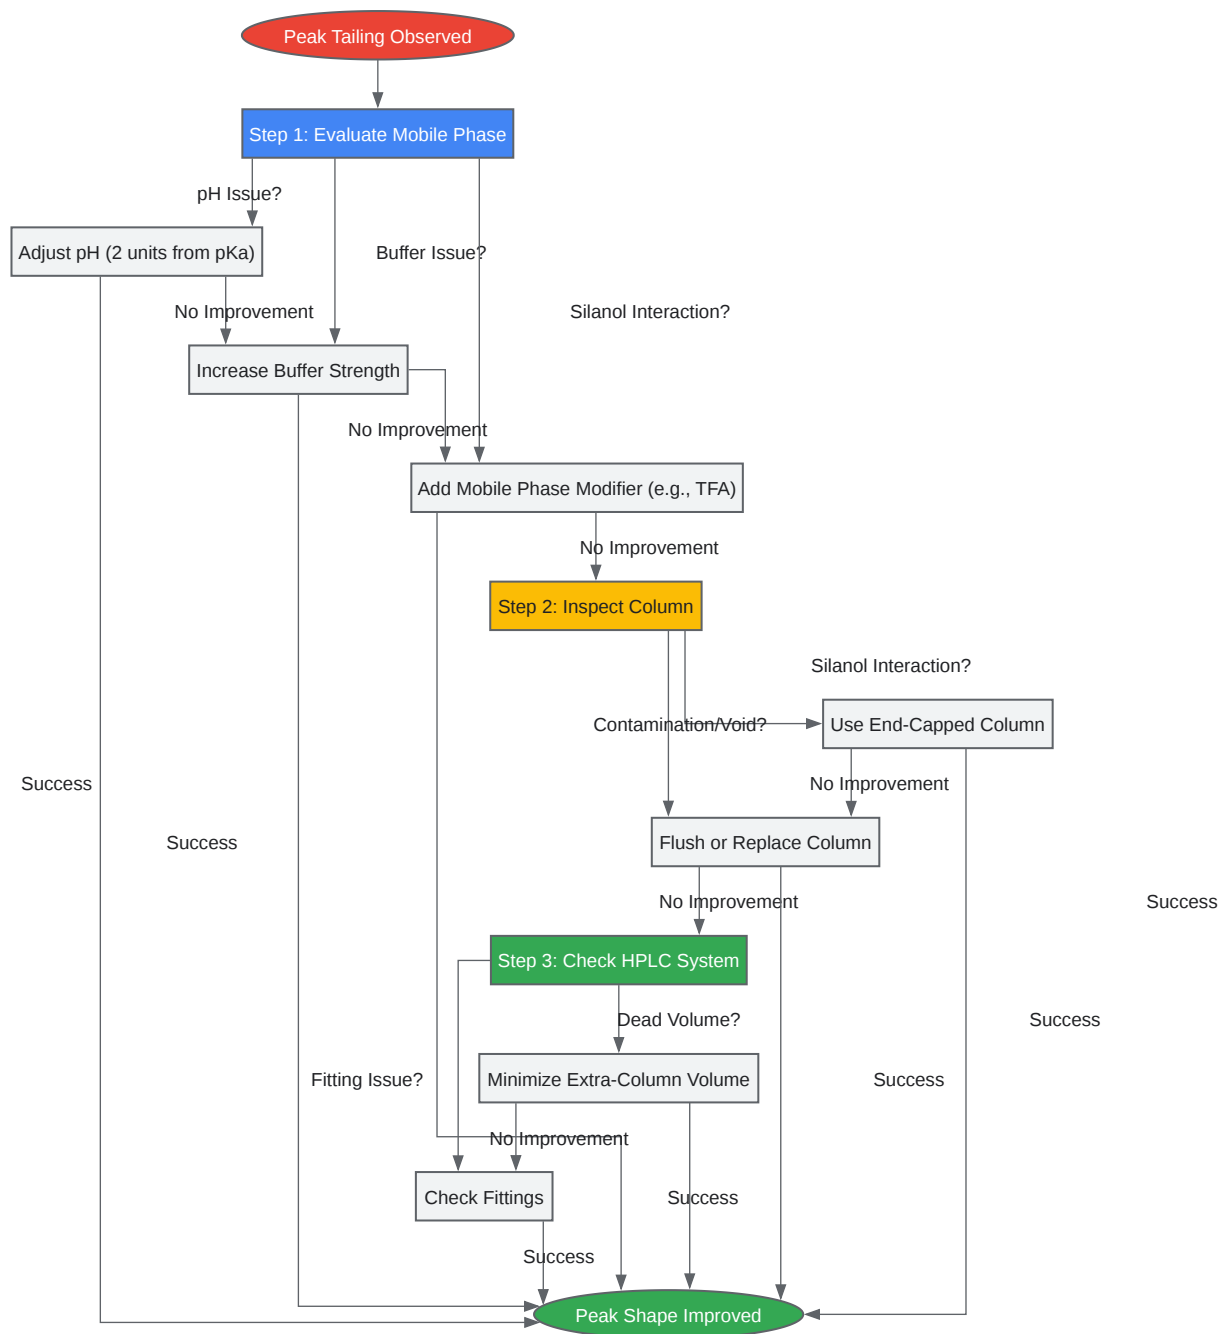 Peak Tailing Observed
Step 1: Evaluate Mobile Phase
pH Issue?
Adjust pH (2 units from pKa)
Buffer Issue?
No Improvement
Silanol Interaction?
Increase Buffer Strength
No Improvement
Add Mobile Phase Modifier (e.g., TFA)
No Improvement
Step 2: Inspect Column
Silanol Interaction?
Contamination/Void?
Use End-Capped Column
Success
No Improvement
Success
Flush or Replace Column
No Improvement
Success
Step 3: Check HPLC System
Dead Volume?
Success
Fitting Issue?
Minimize Extra-Column Volume
Success
No Improvement
Check Fittings
Success
Success
Peak Shape Improved